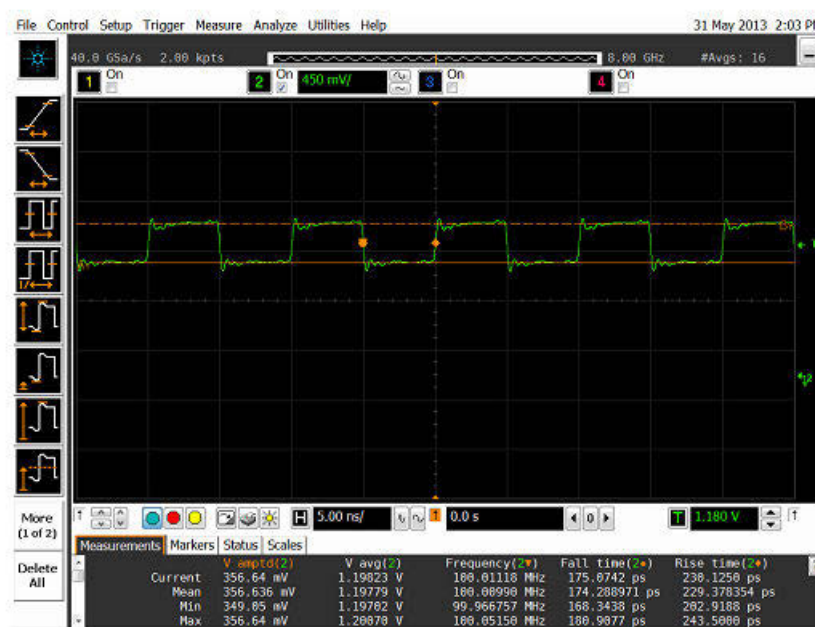 File Control Setup Trigger Measure Analyze Utilities Help 31 May 2013 2:03 PM
40.0 GSa/s 2.00 kpts 8.00 GHz #Avgs: 16
1 On 2 On 450 mV/ 3 On 4 On
More
(1 of 2)
Delete
All
H 5.00 ns/ 0.0 s 0 T 1.180 V
Measurements Markers Status Scales
V amptd(2) V avg(2) Frequency(2▼) Fall time(2●) Rise time(2♦)
Current 356.64 mV 1.19823 V 100.01118 MHz 175.0742 ps 230.1250 ps
Mean 356.636 mV 1.19779 V 100.00990 MHz 174.288971 ps 229.378354 ps
Min 349.05 mV 1.19702 V 99.966757 MHz 168.3438 ps 202.9188 ps
Max 356.64 mV 1.20070 V 100.05150 MHz 180.9077 ps 243.5000 ps